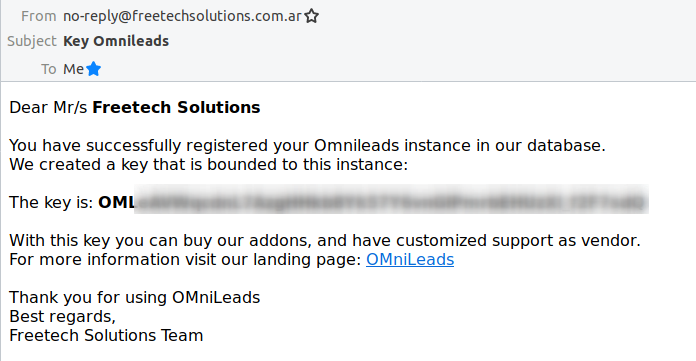 From no-reply@freetechsolutions.com.ar
Subject Key Omnileads
To Me
Dear Mr/s Freetech Solutions
You have successfully registered your Omnileads instance in our database.
We created a key that is bounded to this instance:
The key is: OML
With this key you can buy our addons, and have customized support as vendor.
For more information visit our landing page: OMniLeads
Thank you for using OMniLeads
Best regards,
Freetech Solutions Team